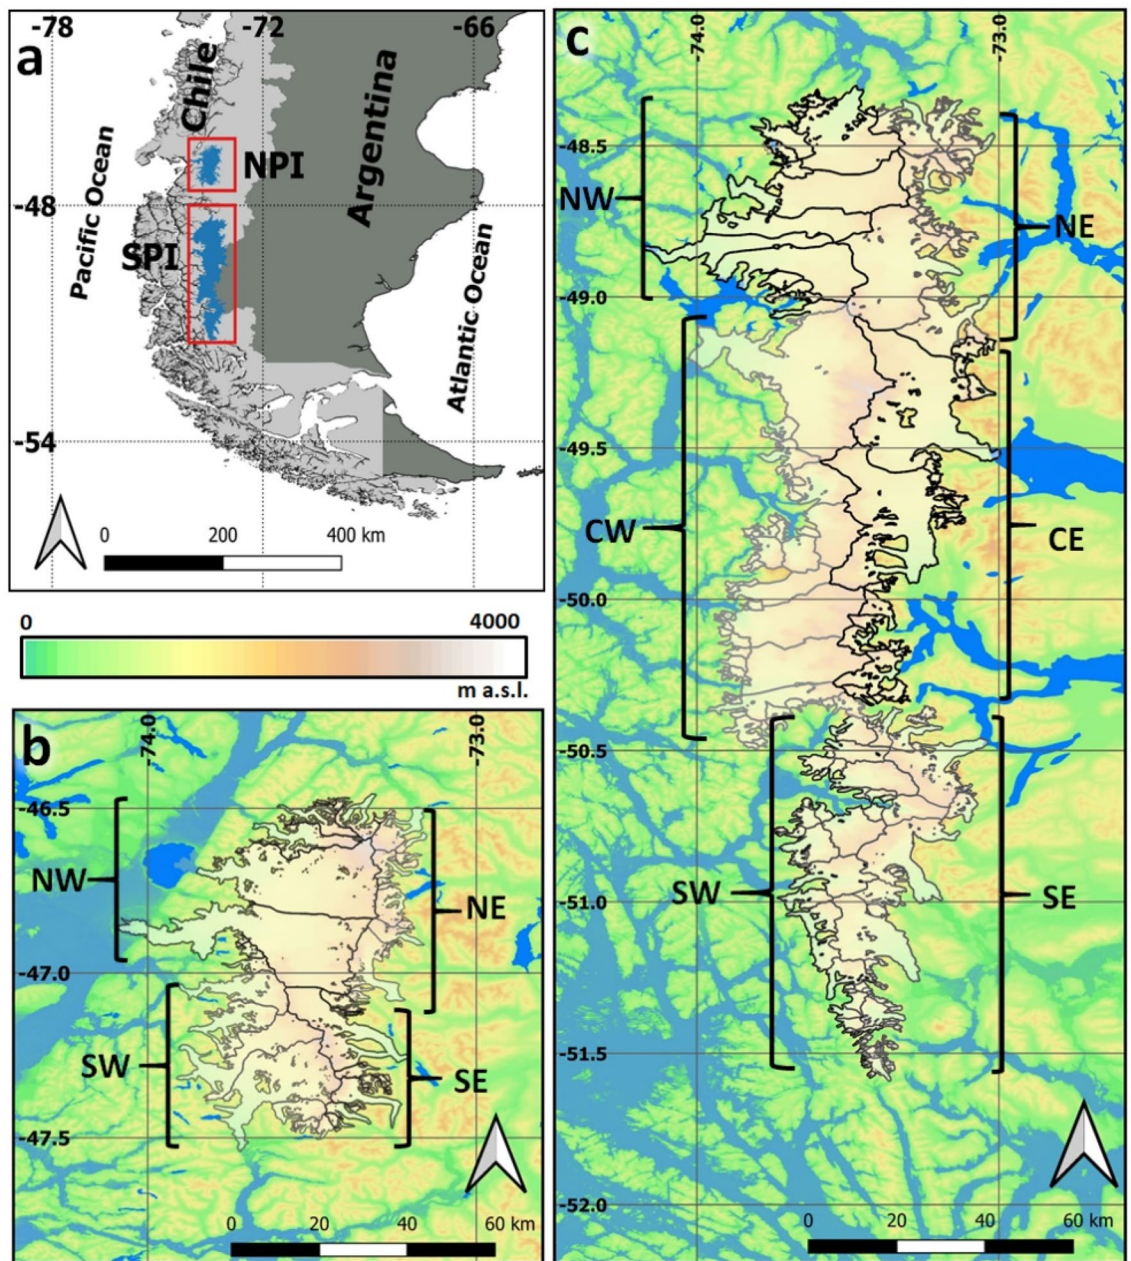 a
-78
-72
-66
Chile
Argentina
Pacific Ocean
NPI
-48
SPI
Atlantic Ocean
-54
0
200
400 km
0
4000
m a.s.l.
b
-74.0
-73.0
-46.5
NW
NE
-47.0
SW
SE
-47.5
0
20
40
60 km
c
-74.0
-73.0
-48.5
NW
NE
-49.0
-49.5
CW
CE
-50.0
-50.5
SW
SE
-51.0
-51.5
-52.0
0
20
40
60 km